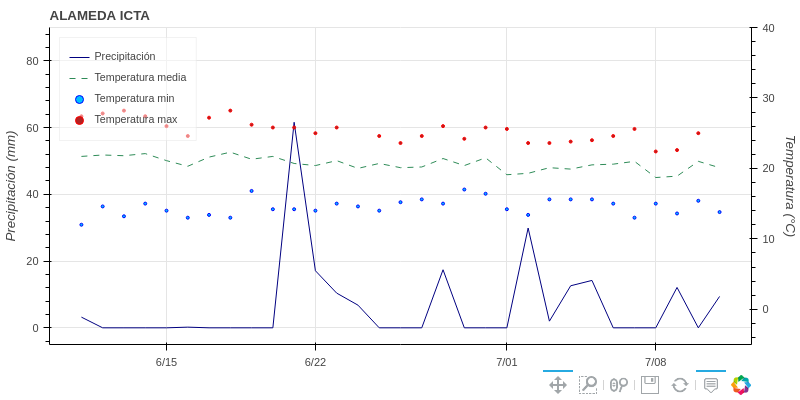 ALAMEDA ICTA
Precipitación
Temperatura media
Temperatura min
Temperatura max
Precipitación (mm)
80
60
40
20
0
Temperatura (°C)
40
30
20
10
0
6/15
6/22
7/01
7/08